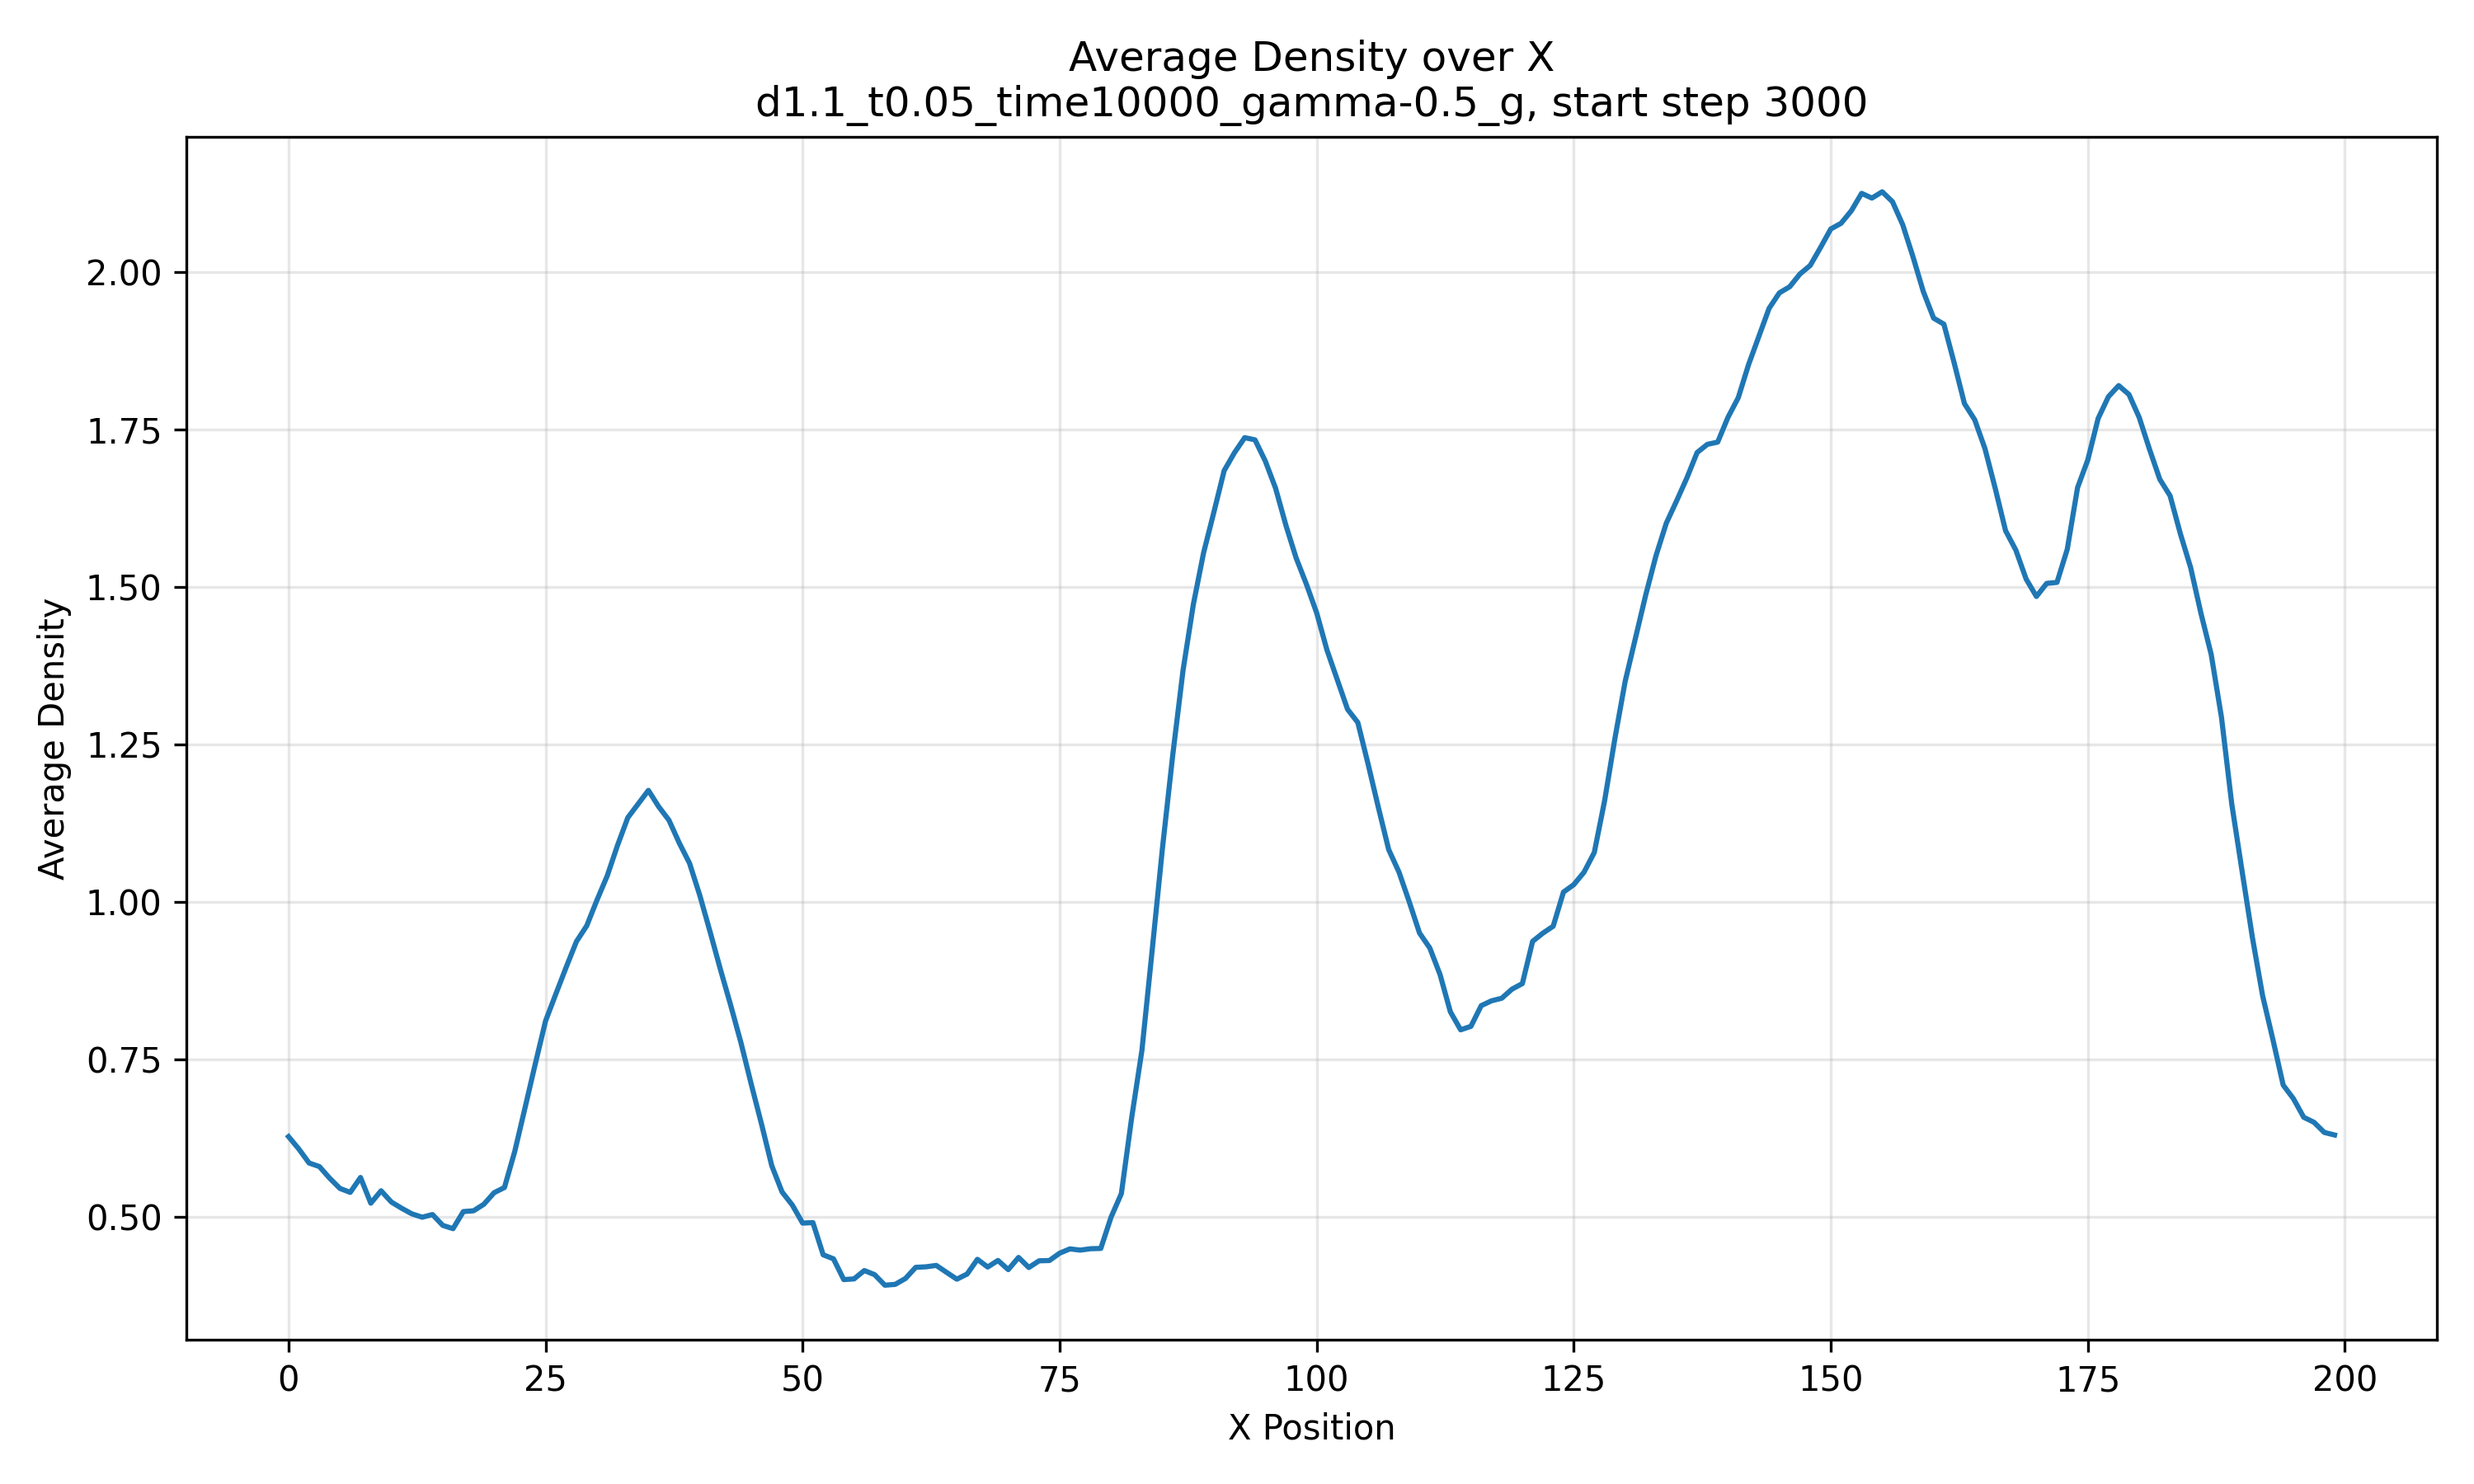 Average Density over X
d1.1_t0.05_time10000_gamma-0.5_g, start step 3000
Average Density
2.00
1.75
1.50
1.25
1.00
0.75
0.50
0 25 50 75 100 125 150 175 200
X Position